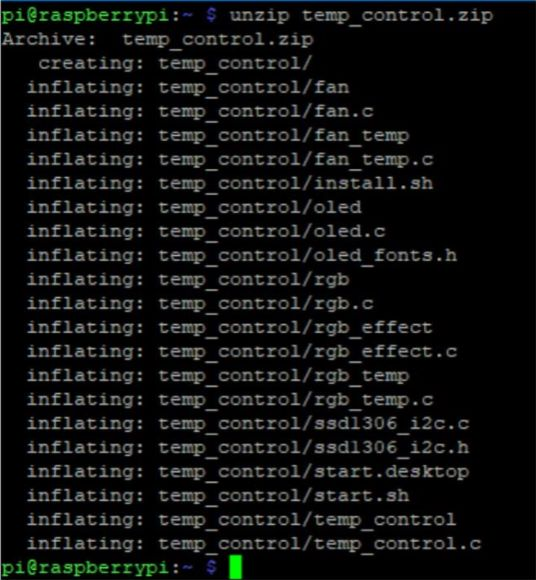 pi@raspberrypi:~ $ unzip temp_control.zip
Archive:  temp_control.zip
   creating: temp_control/
  inflating: temp_control/fan
  inflating: temp_control/fan.c
  inflating: temp_control/fan_temp
  inflating: temp_control/fan_temp.c
  inflating: temp_control/install.sh
  inflating: temp_control/oled
  inflating: temp_control/oled.c
  inflating: temp_control/oled_fonts.h
  inflating: temp_control/rgb
  inflating: temp_control/rgb.c
  inflating: temp_control/rgb_effect
  inflating: temp_control/rgb_effect.c
  inflating: temp_control/rgb_temp
  inflating: temp_control/rgb_temp.c
  inflating: temp_control/ssd1306_i2c.c
  inflating: temp_control/ssd1306_i2c.h
  inflating: temp_control/start.desktop
  inflating: temp_control/start.sh
  inflating: temp_control/temp_control
  inflating: temp_control/temp_control.c
pi@raspberrypi:~ $